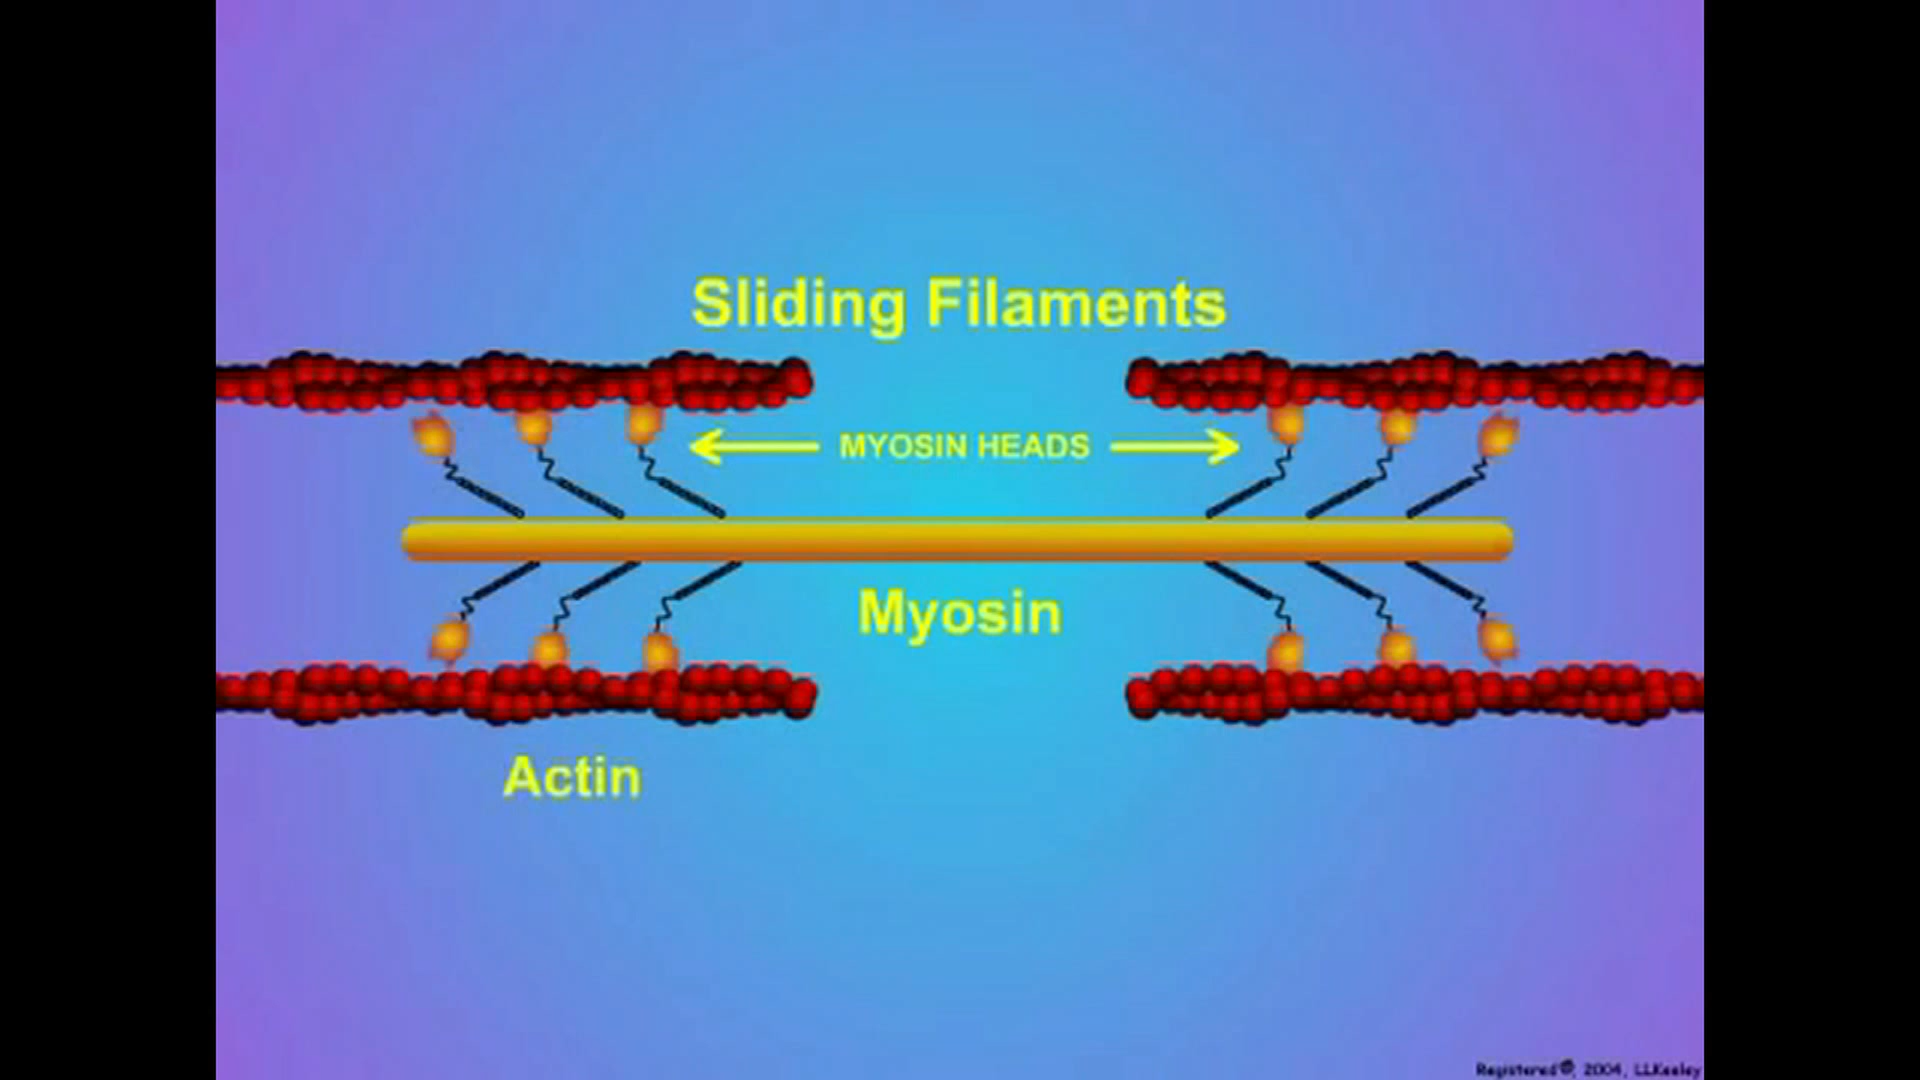 Sliding Filaments
MYOSIN HEADS
Myosin
Actin
Registered©, 2004, LLKeeley